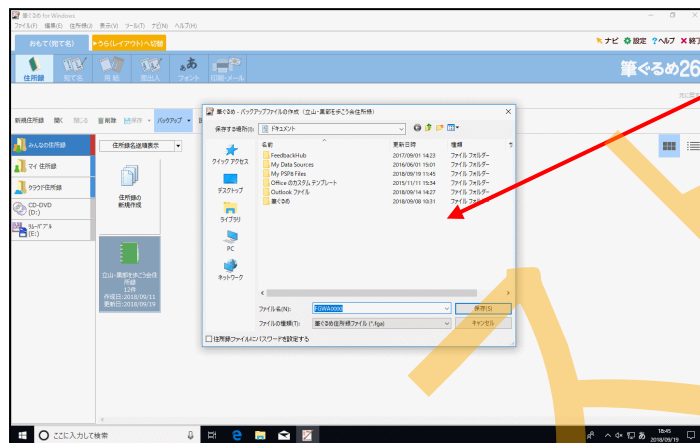 筆ぐるめ for Windows
ファイル(F) 編集(E) 住所録(J) 表示(V) ツール(T) ナビ(N) ヘルプ(H)
おもて(宛て名) ▶うら(レイアウト)へ切替 ナビ 設定 ?ヘルプ ×終了
住所録 宛て名 用紙 差出人 フォント 印刷・メール
筆ぐるめ26
元に戻す
新規住所録 開く 閉じる 削除 保存 バックアップ
みんなの住所録
マイ住所録
クラウド住所録
CD-DVD
(D:)
リムーバブル
(E:)
住所録名逆順表示
住所録の
新規作成
立山・黒部を歩こう会住
所録
12件
作成日:2018/09/11
更新日:2018/09/19
筆ぐるめ - バックアップファイルの作成 (立山・黒部を歩こう会住所録)
保存する場所(I): ドキュメント
クイック アクセス
デスクトップ
ライブラリ
PC
ネットワーク
名前 更新日時 種類
FeedbackHub 2017/09/01 14:23 ファイル フォルダー
My Data Sources 2016/06/01 15:01 ファイル フォルダー
My PSP8 Files 2018/09/19 11:45 ファイル フォルダー
Office のカスタム テンプレート 2015/11/11 15:34 ファイル フォルダー
Outlook ファイル 2018/09/14 14:27 ファイル フォルダー
筆ぐるめ 2018/09/08 10:31 ファイル フォルダー
ファイル名(N): FGWA0000 保存(S)
ファイルの種類(T): 筆ぐるめ住所録ファイル (*.fga) キャンセル
住所録ファイルにパスワードを設定する
ここに入力して検索
あ
18:45
2018/09/19